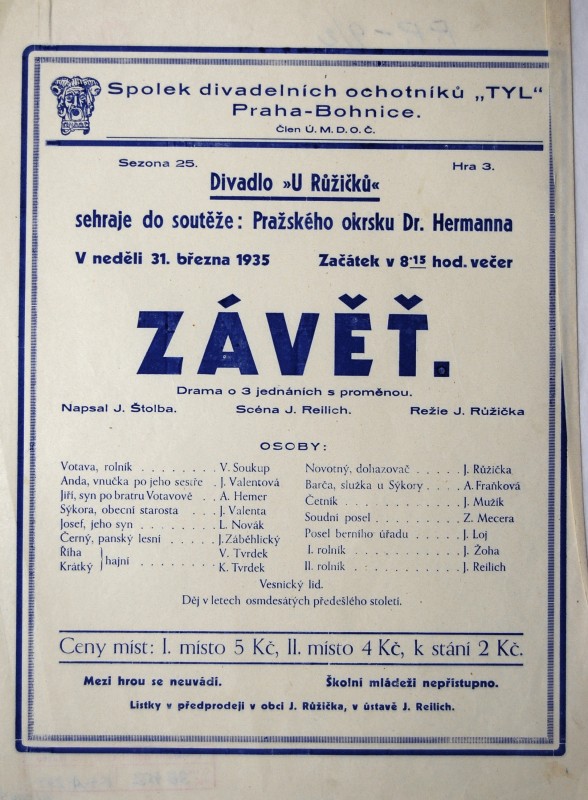 Spolek divadelních ochotníků „TYL“
Praha-Bohnice.
Člen Ú. M. D. O. Č.
Sezona 25.
Hra 3.
Divadlo »U Růžičků«
sehraje do soutěže: Pražského okrsku Dr. Hermanna
V neděli 31. března 1935 Začátek v 8·15 hod. večer
ZÁVĚŤ.
Drama o 3 jednáních s proměnou.
Napsal J. Štolba. Scéna J. Reilich. Režie J. Růžička
OSOBY:
Votava, rolník . . . . . . . . V. Soukup
Anda, vnučka po jeho sestře . J. Valentová
Jiří, syn po bratru Votavově . . A. Hemer
Sýkora, obecní starosta . . . . J. Valenta
Josef, jeho syn . . . . . . . L. Novák
Černý, panský lesní . . . . . J. Záběhlický
Říha } hajní . . . . . . . V. Tvrdek
Krátký } hajní . . . . . . . K. Tvrdek
Novotný, dohazovač . . . . . J. Růžička
Barča, služka u Sýkory . . . . A. Fraňková
Četník . . . . . . . . . . J. Mužík
Soudní posel . . . . . . . . Z. Mecera
Posel berního úřadu . . . . . J. Loj
I. rolník . . . . . . . . . . J. Žoha
II. rolník . . . . . . . . . . J. Reilich
Vesnický lid.
Děj v letech osmdesátých předešlého století.
Ceny míst: I. místo 5 Kč, II. místo 4 Kč, k stání 2 Kč.
Mezi hrou se neuvádí. Školní mládeži nepřístupno.
Lístky v předprodeji v obci J. Růžička, v ústavě J. Reilich.